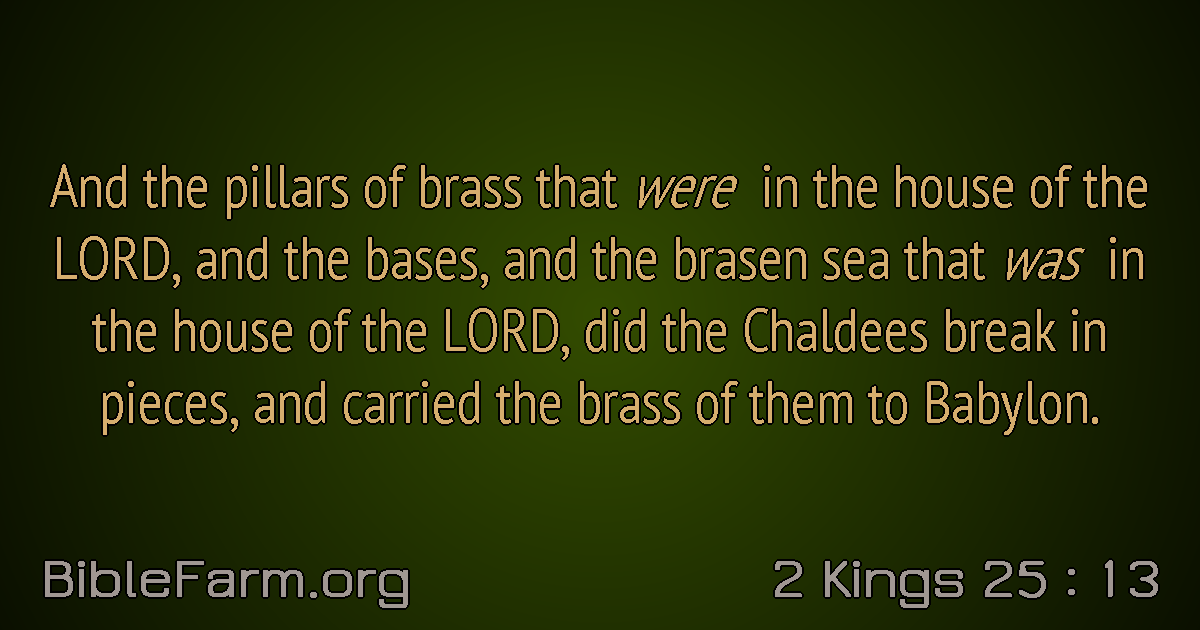 And the pillars of brass that were in the house of the
LORD, and the bases, and the brasen sea that was in
the house of the LORD, did the Chaldees break in
pieces, and carried the brass of them to Babylon.
BibleFarm.org
2 Kings 25 : 13